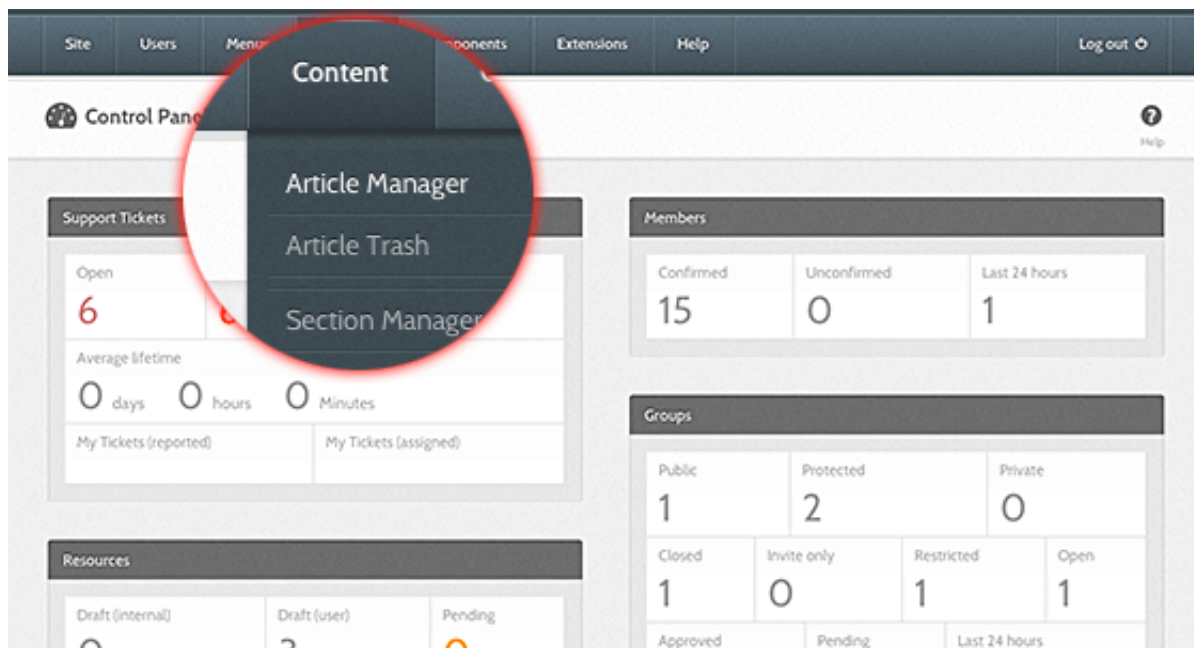 Site Users Menu ponents Extensions Help Log out
Content
Control Pane
Help
Article Manager
Article Trash
Section Manager
Support Tickets
Open
6
Average lifetime
0 days 0 hours 0 Minutes
My Tickets (reported) My Tickets (assigned)
Resources
Draft (internal) Draft (user) Pending
Members
Confirmed Unconfirmed Last 24 hours
15 0 1
Groups
Public Protected Private
1 2 0
Closed Invite only Restricted Open
1 0 1 1
Approved Pending Last 24 hours